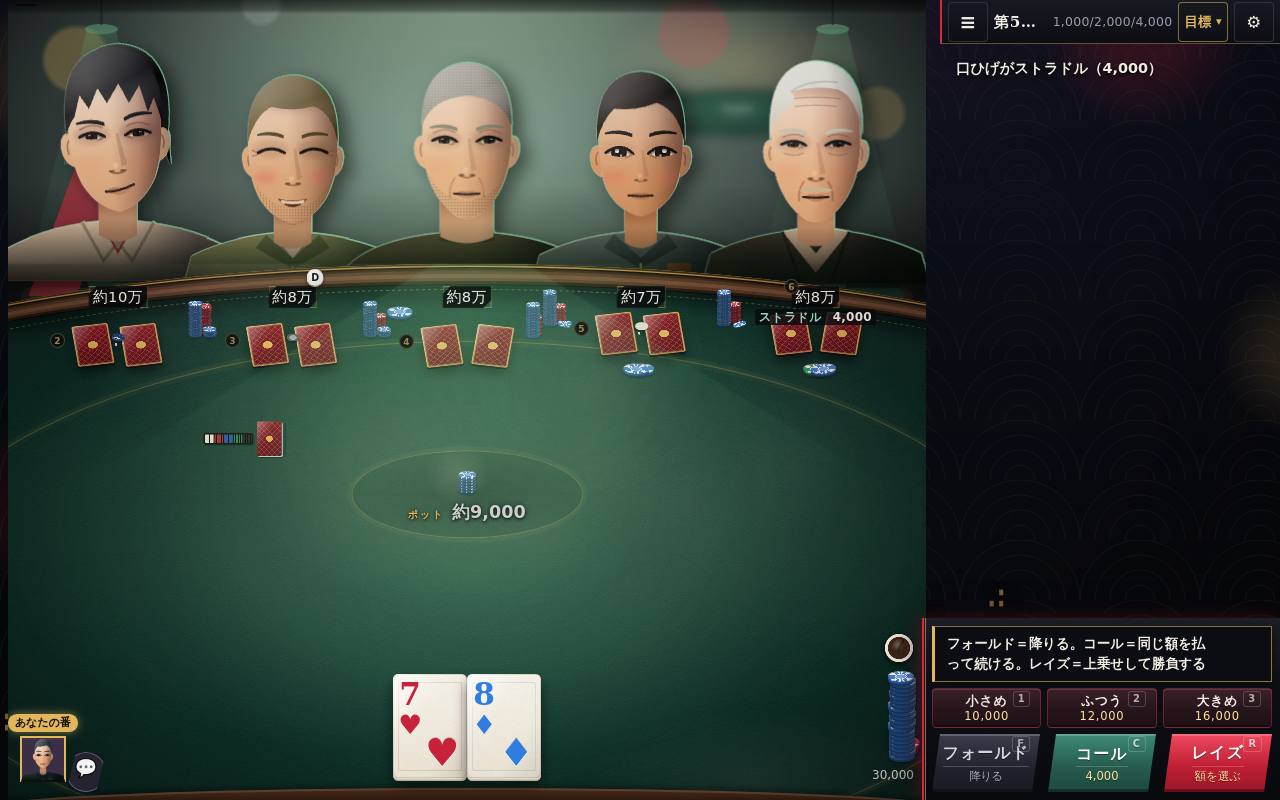 第5…
1,000/2,000/4,000
目標 ▾
口ひげがストラドル（4,000）
D
約10万
約8万
約8万
約7万
6
約8万
ストラドル 4,000
2
3
4
5
ポット 約9,000
7
8
あなたの番
30,000
フォールド＝降りる。コール＝同じ額を払
って続ける。レイズ＝上乗せして勝負する
小さめ 1
10,000
ふつう 2
12,000
大きめ 3
16,000
フォールド F
降りる
コール C
4,000
レイズ R
額を選ぶ